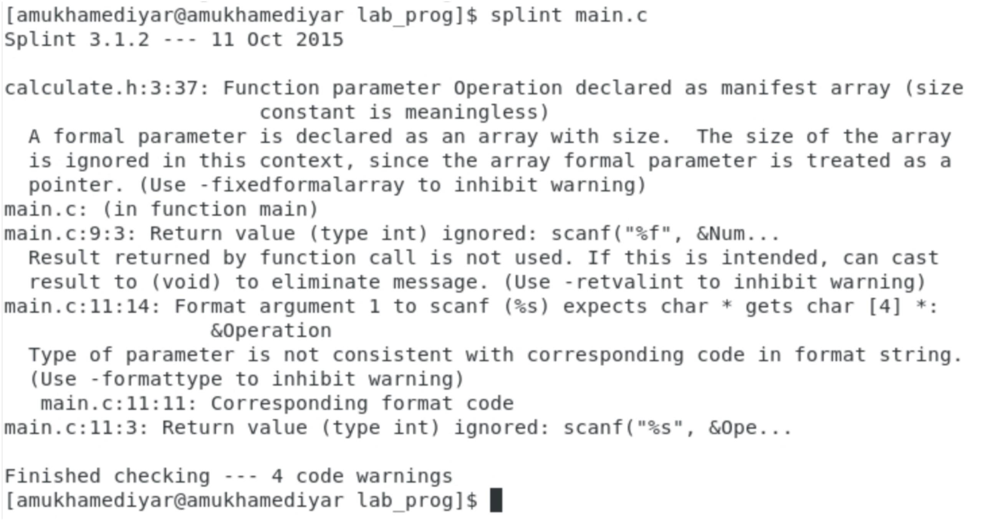 [amukhamediyar@amukhamediyar lab_prog]$ splint main.c
Splint 3.1.2 --- 11 Oct 2015
calculate.h:3:37: Function parameter Operation declared as manifest array (size
constant is meaningless)
A formal parameter is declared as an array with size.  The size of the array
is ignored in this context, since the array formal parameter is treated as a
pointer. (Use -fixedformalarray to inhibit warning)
main.c: (in function main)
main.c:9:3: Return value (type int) ignored: scanf("%f", &Num...
Result returned by function call is not used. If this is intended, can cast
result to (void) to eliminate message. (Use -retvalint to inhibit warning)
main.c:11:14: Format argument 1 to scanf (%s) expects char * gets char [4] *:
&Operation
Type of parameter is not consistent with corresponding code in format string.
(Use -formattype to inhibit warning)
main.c:11:11: Corresponding format code
main.c:11:3: Return value (type int) ignored: scanf("%s", &Ope...
Finished checking --- 4 code warnings
[amukhamediyar@amukhamediyar lab_prog]$